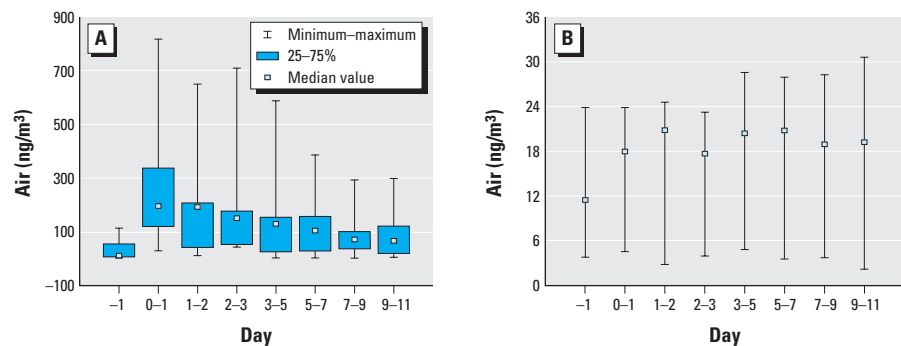 A
Minimum–maximum
25–75%
Median value
Air (ng/m³)
900
700
500
300
100
–100
–1 0–1 1–2 2–3 3–5 5–7 7–9 9–11
Day
B
Air (ng/m³)
36
30
24
18
12
6
0
–1 0–1 1–2 2–3 3–5 5–7 7–9 9–11
Day